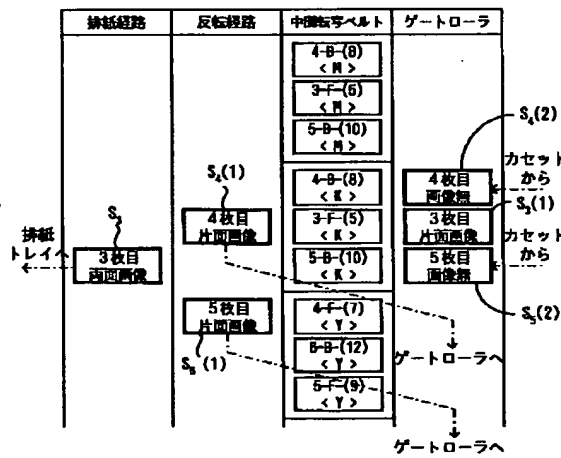 排紙経路
反転経路
中間転写ベルト
ゲートローラ
4-B-(8)
< M >
3-F-(5)
< M >
5-B-(10)
< M >
S₄(2)
カセット
から
4-B-(8)
< K >
3-F-(5)
< K >
5-B-(10)
< K >
4枚目
画像無
3枚目
片面画像
5枚目
画像無
S₃(1)
カセット
から
S₅(2)
S₄(1)
4枚目
片面画像
S₃
3枚目
両面画像
排紙
トレイへ
5枚目
片面画像
S₅(1)
4-F-(7)
< Y >
6-B-(12)
< Y >
5-F-(9)
< Y >
ゲートローラへ
ゲートローラへ